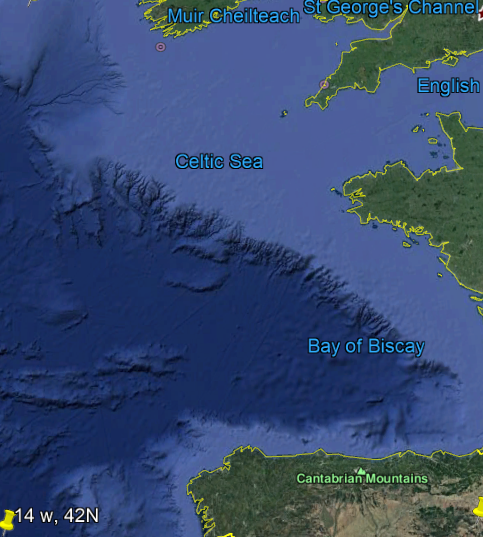 Muir Cheilteach
St George's Channel
English
Celtic Sea
Bay of Biscay
Cantabrian Mountains
14 w, 42N